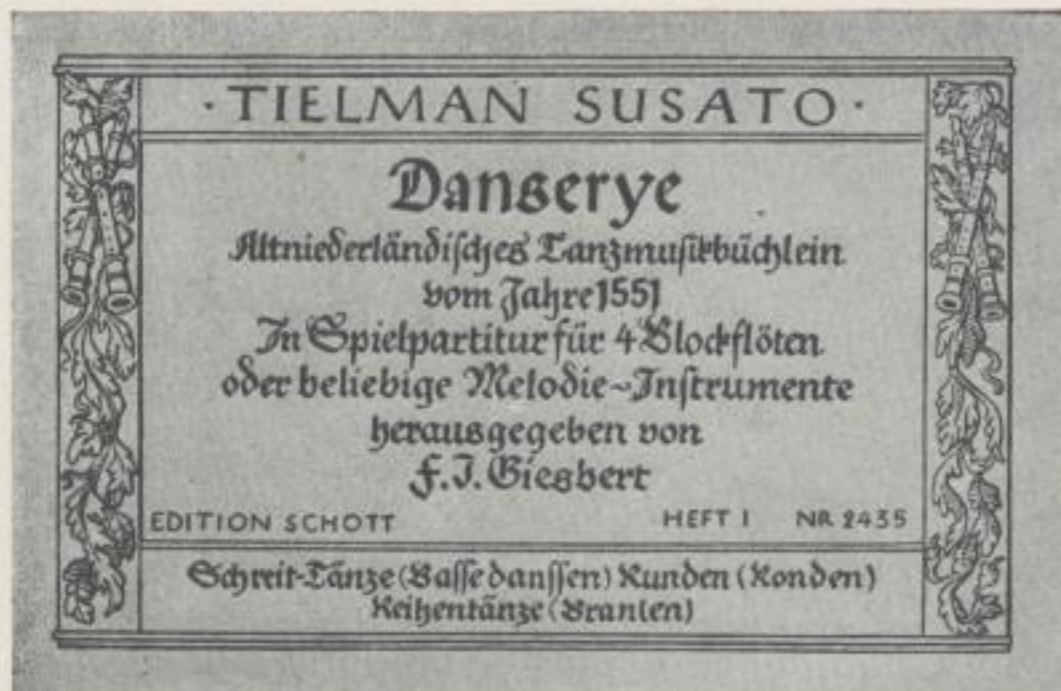 · TIELMAN SUSATO ·
Danserye
Altniederländisches Tanzmusikbüchlein
vom Jahre 1551
In Spielpartitur für 4 Blockflöten
oder beliebige Melodie-Instrumente
herausgegeben von
F. J. Giesbert
EDITION SCHOTT HEFT I NR 2435
Schreit-Tänze (Basse danssen) Runden (Ronden)
Reihentänze (Branlen)